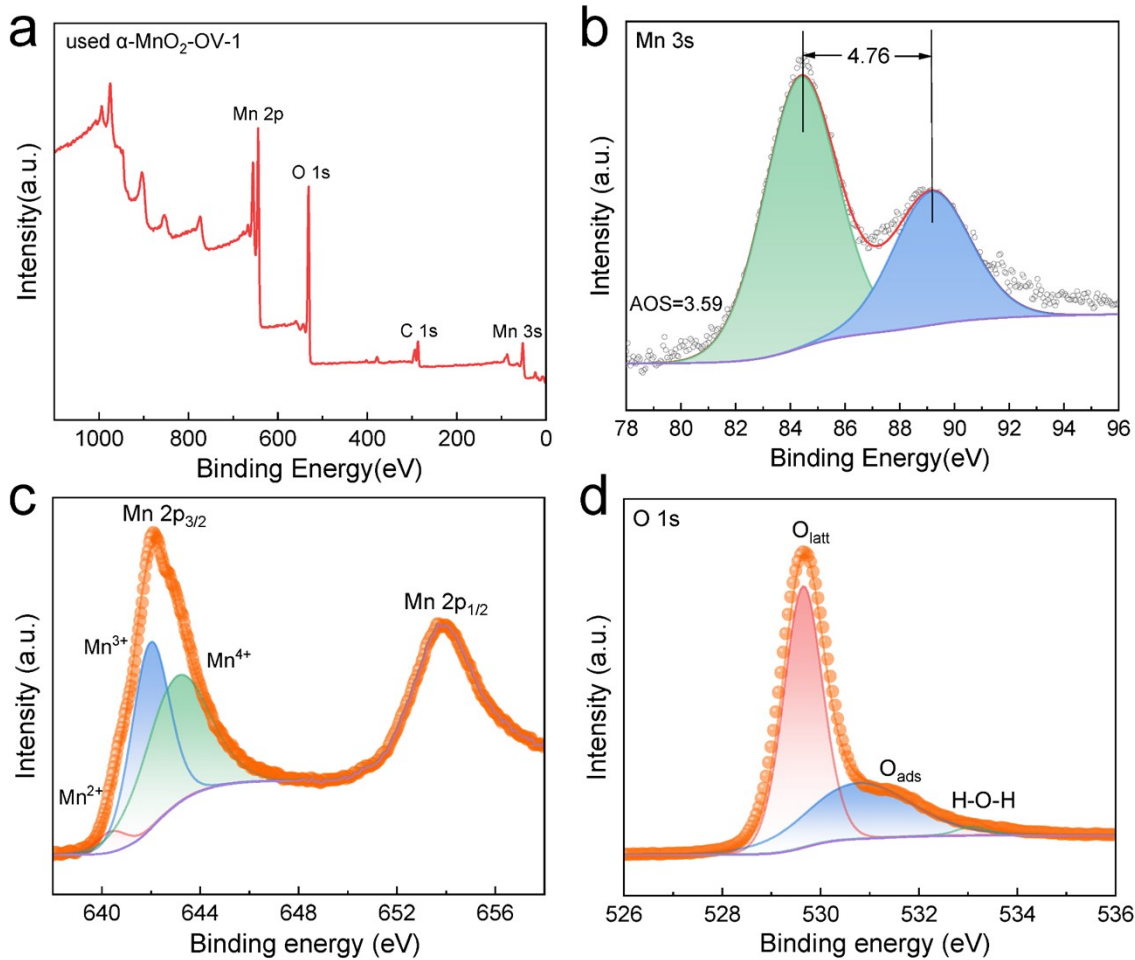 a
used α-MnO₂-OV-1
Mn 2p
O 1s
C 1s
Mn 3s
Intensity(a.u.)
1000 800 600 400 200 0
Binding Energy(eV)
b
Mn 3s
4.76
AOS=3.59
Intensity (a.u.)
78 80 82 84 86 88 90 92 94 96
Binding Energy(eV)
c
Mn 2p₃/₂
Mn³⁺
Mn⁴⁺
Mn²⁺
Mn 2p₁/₂
Intensity (a.u.)
640 644 648 652 656
Binding energy (eV)
d
O 1s
Olatt
Oads
H-O-H
Intensity (a.u.)
526 528 530 532 534 536
Binding energy (eV)